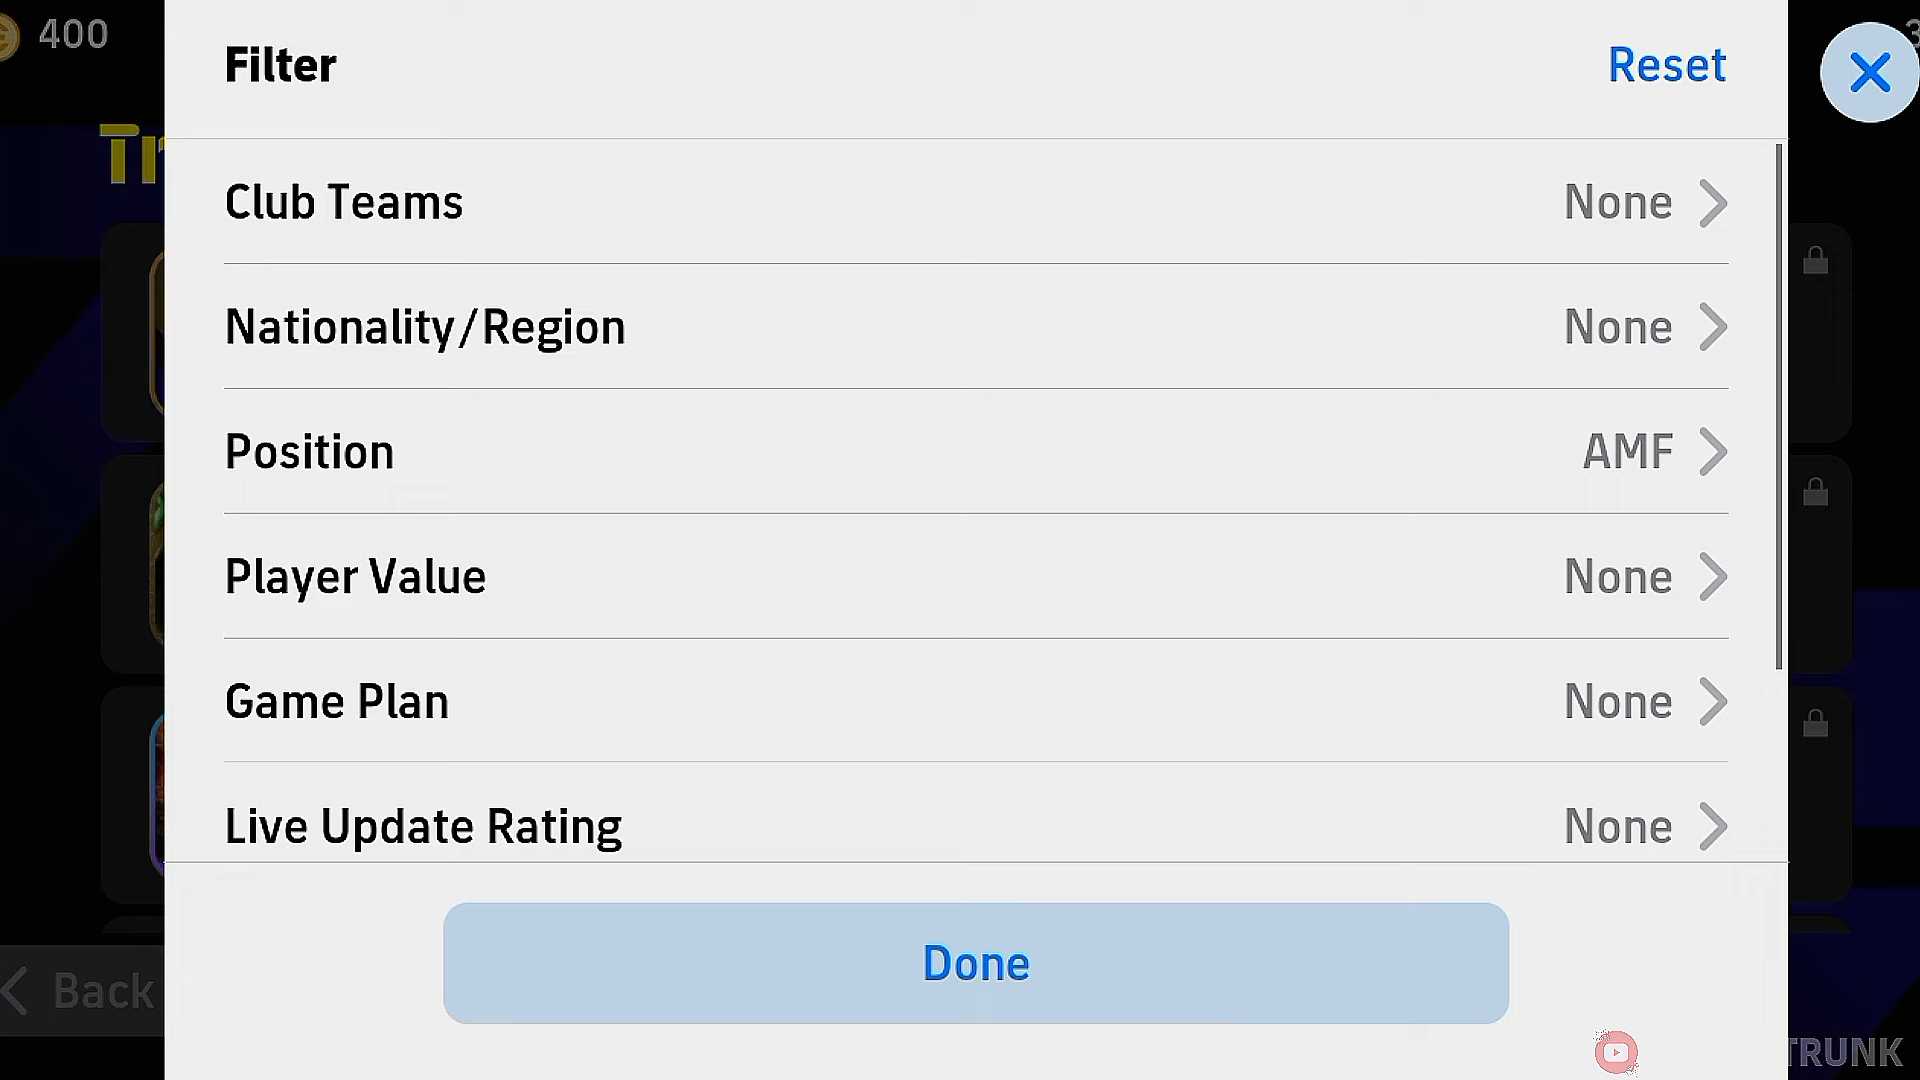 400
Filter
Reset
Club Teams
None
Nationality/Region
None
Position
AMF
Player Value
None
Game Plan
None
Live Update Rating
None
Done
Back
TRUNK